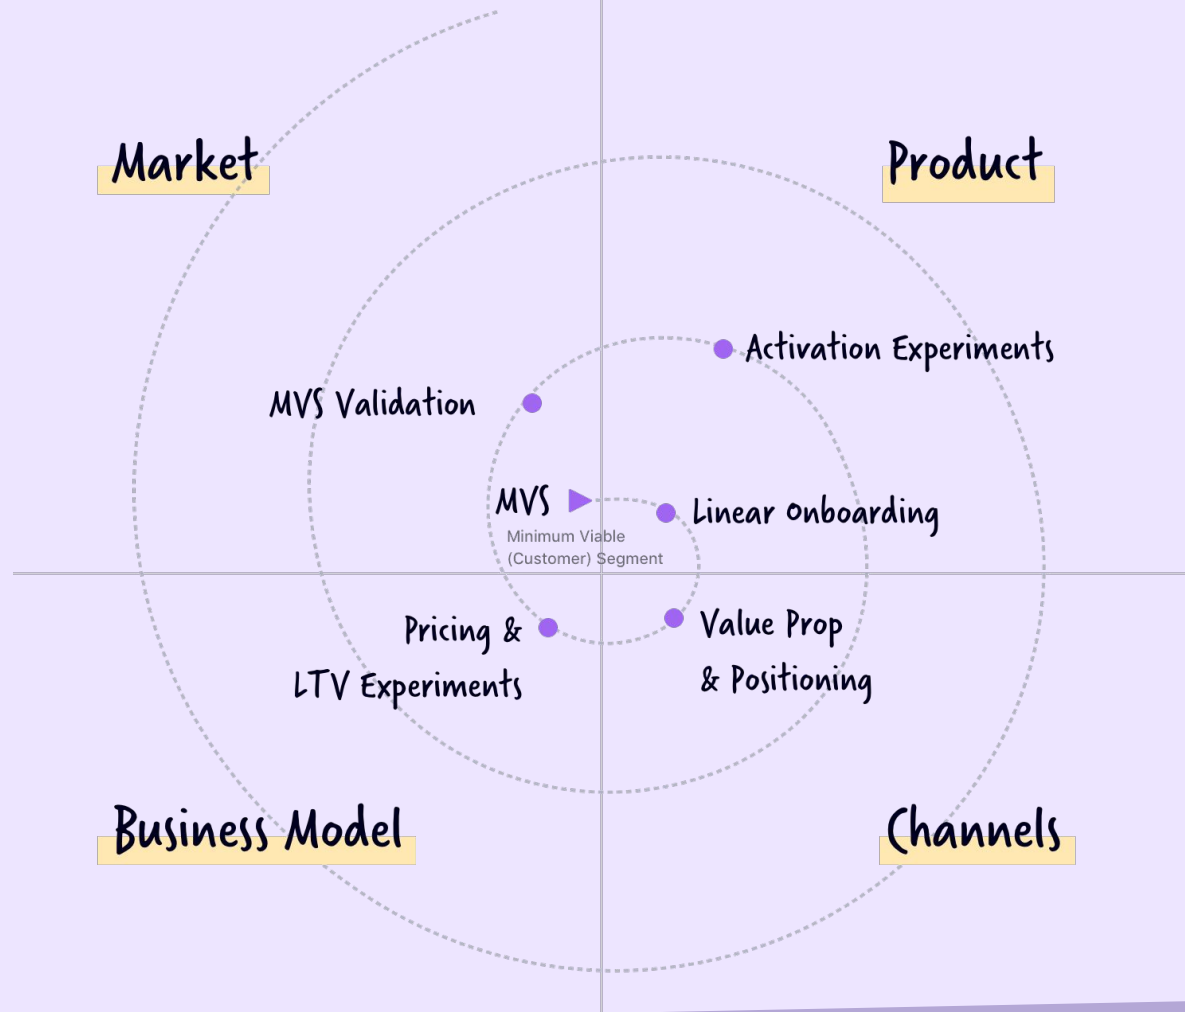 Market
Product
Activation Experiments
MVS Validation
MVS
Linear Onboarding
Minimum Viable
(Customer) Segment
Pricing &
LTV Experiments
Value Prop
& Positioning
Business Model
Channels